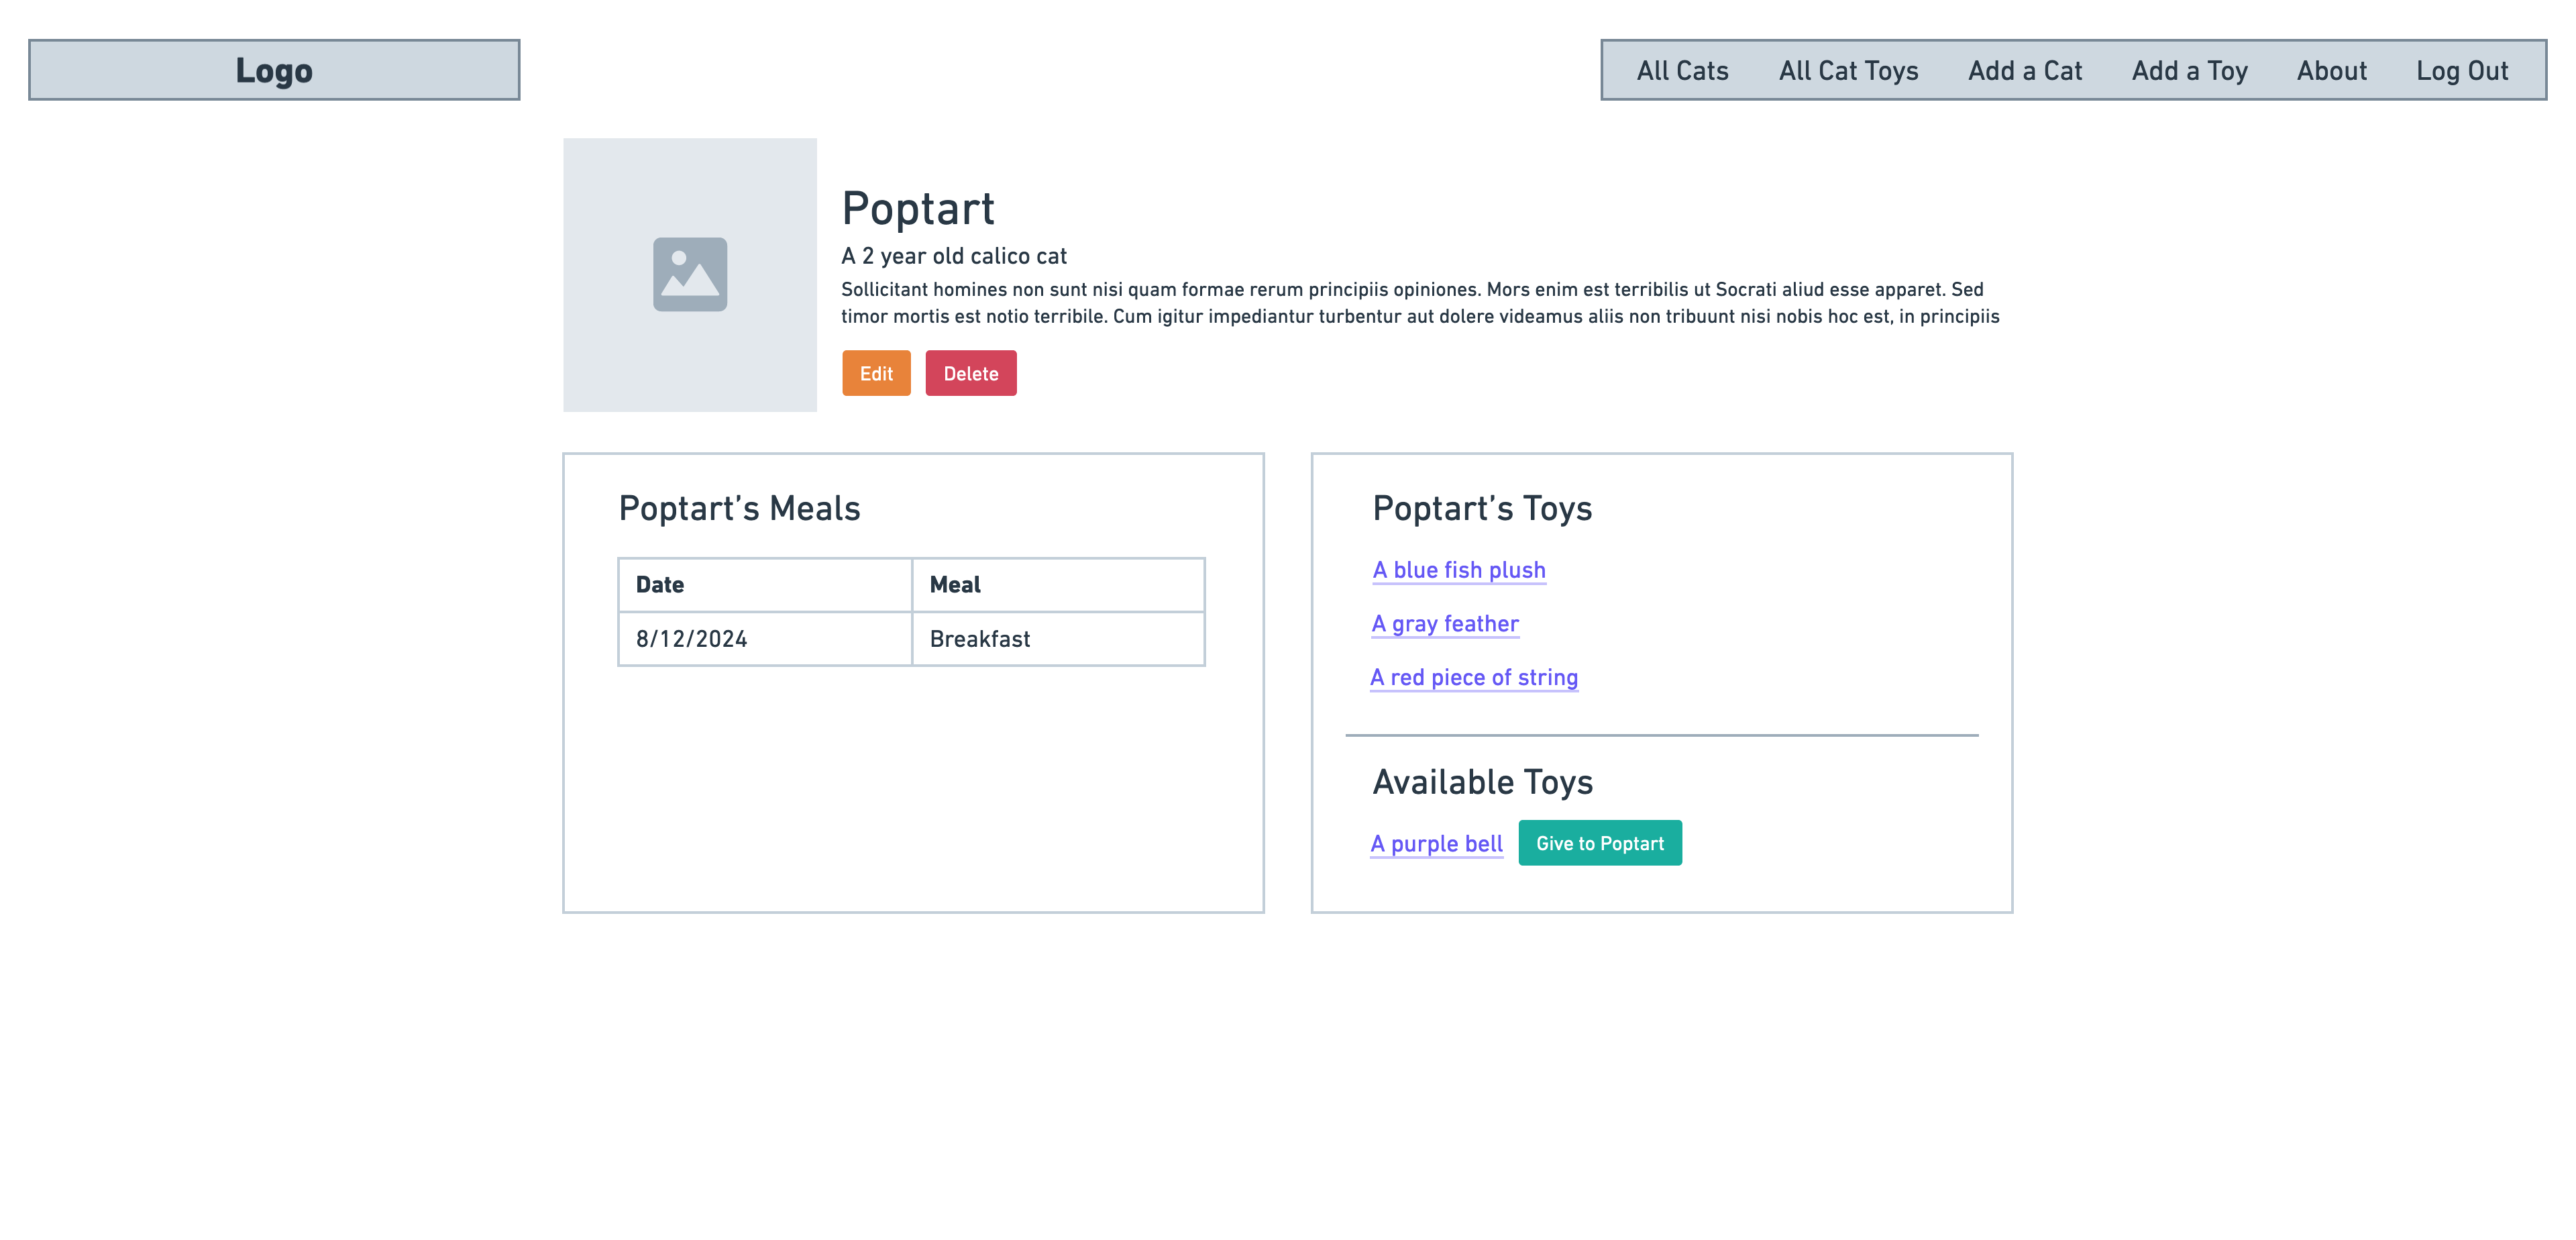 Logo
All Cats All Cat Toys Add a Cat Add a Toy About Log Out
Poptart
A 2 year old calico cat
Sollicitant homines non sunt nisi quam formae rerum principiis opiniones. Mors enim est terribilis ut Socrati aliud esse apparet. Sed
timor mortis est notio terribile. Cum igitur impediantur turbentur aut dolere videamus aliis non tribuunt nisi nobis hoc est, in principiis
Edit Delete
Poptart’s Meals
Date Meal
8/12/2024 Breakfast
Poptart’s Toys
A blue fish plush
A gray feather
A red piece of string
Available Toys
A purple bell Give to Poptart